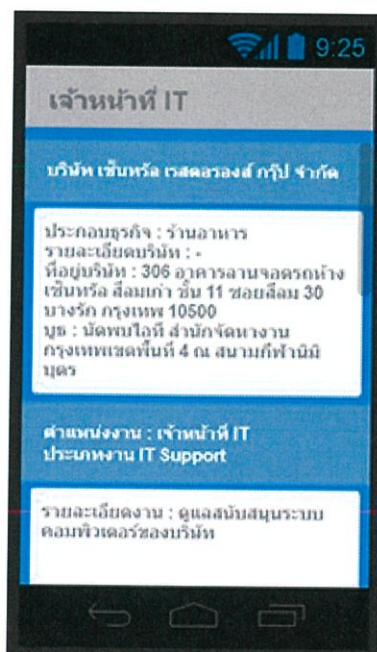 9:25
เจ้าหน้าที่ IT
บริษัท เซ็นทรัล เรสตอรองส์ กรุ๊ป จำกัด
ประกอบธุรกิจ : ร้านอาหาร
รายละเอียดบริษัท : -
ที่อยู่บริษัท : 306 อาคารลานจอดรถห้าง
เซ็นทรัล สีลมเก่า ชั้น 11 ซอยสีลม 30
บางรัก กรุงเทพ 10500
บูธ : นัดพบไอที สำนักจัดหางาน
กรุงเทพเขตพื้นที่ 4 ณ สนามกีฬานิมิ
บุตร
ตำแหน่งงาน : เจ้าหน้าที่ IT
ประเภทงาน IT Support
รายละเอียดงาน : ดูแลสนับสนุนระบบ
คอมพิวเตอร์ของบริษัท